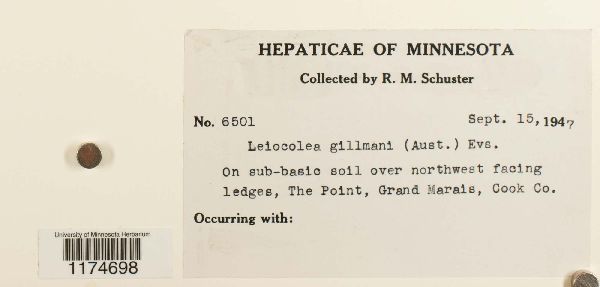 HEPATICAE OF MINNESOTA
Collected by R. M. Schuster
No. 6501 Sept. 15, 1947
Leiocolea gillmani (Aust.) Evs.
On sub-basic soil over northwest facing
ledges, The Point, Grand Marais, Cook Co.
Occurring with:
University of Minnesota Herbarium
1174698